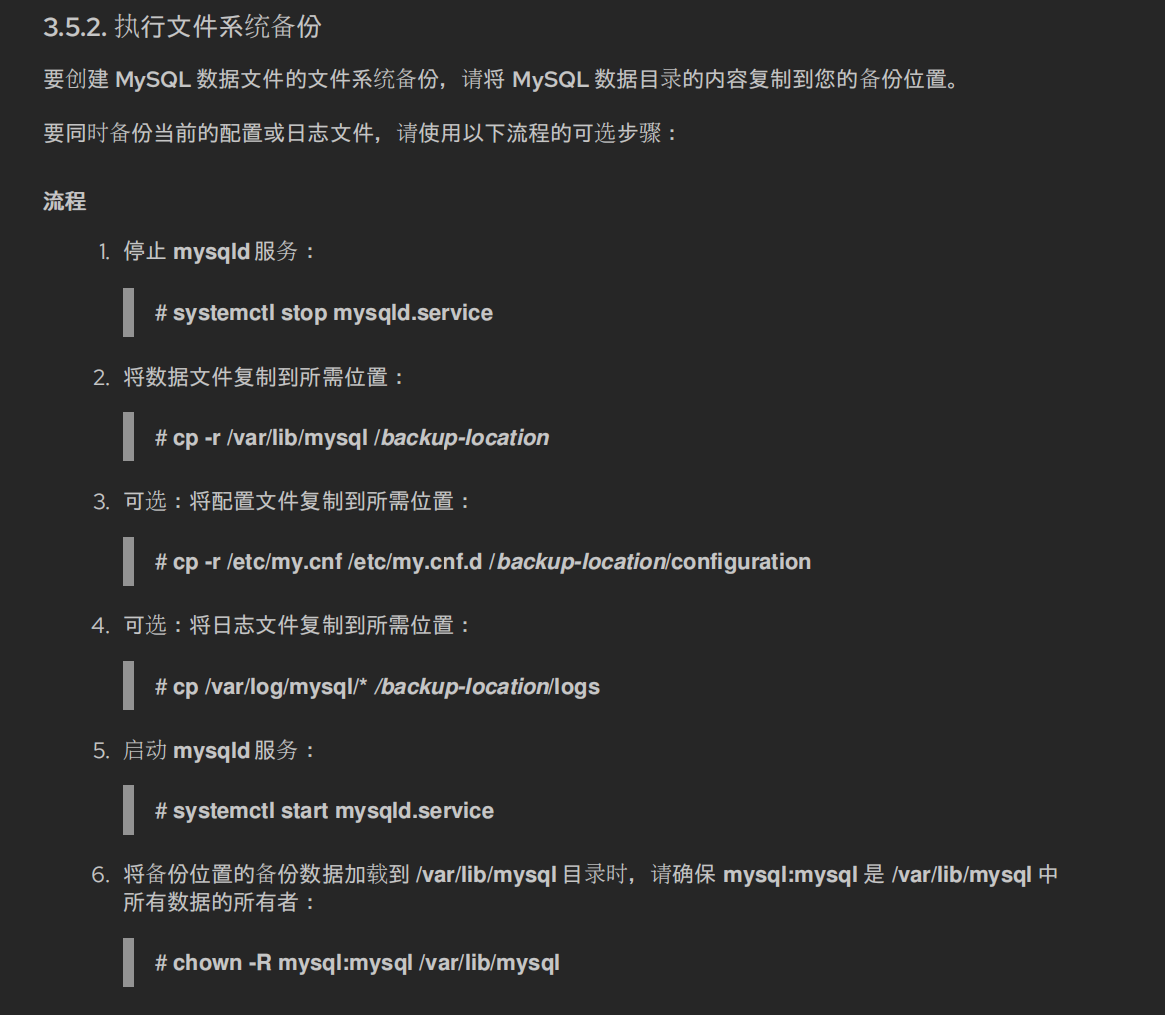 3.5.2. 执行文件系统备份
要创建 MySQL 数据文件的文件系统备份，请将 MySQL 数据目录的内容复制到您的备份位置。
要同时备份当前的配置或日志文件，请使用以下流程的可选步骤：
流程
1. 停止 mysqld 服务：
# systemctl stop mysqld.service
2. 将数据文件复制到所需位置：
# cp -r /var/lib/mysql /backup-location
3. 可选：将配置文件复制到所需位置：
# cp -r /etc/my.cnf /etc/my.cnf.d /backup-location/configuration
4. 可选：将日志文件复制到所需位置：
# cp /var/log/mysql/* /backup-location/logs
5. 启动 mysqld 服务：
# systemctl start mysqld.service
6. 将备份位置的备份数据加载到 /var/lib/mysql 目录时，请确保 mysql:mysql 是 /var/lib/mysql 中
所有数据的所有者：
# chown -R mysql:mysql /var/lib/mysql